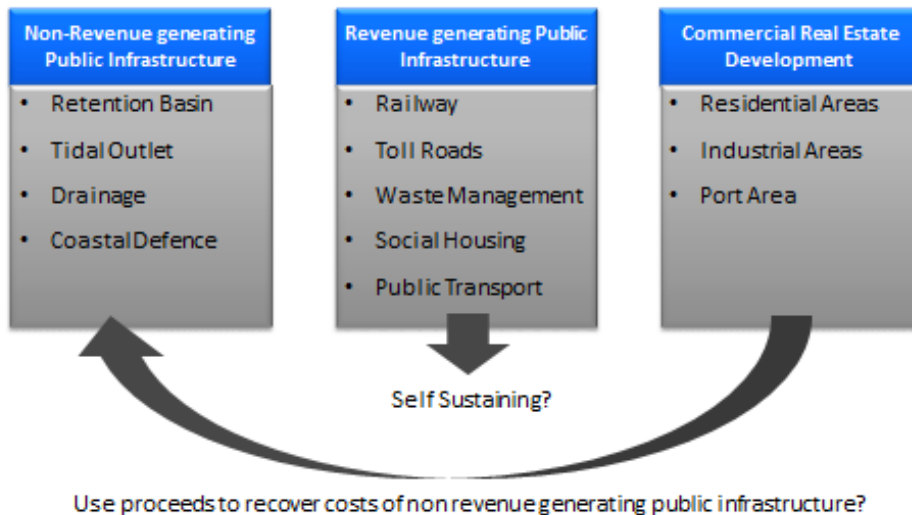 Non-Revenue generating
Public Infrastructure
• Retention Basin
• Tidal Outlet
• Drainage
• Coastal Defence
Revenue generating Public
Infrastructure
• Railway
• Toll Roads
• Waste Management
• Social Housing
• Public Transport
Commercial Real Estate
Development
• Residential Areas
• Industrial Areas
• Port Area
Self Sustaining?
Use proceeds to recover costs of non revenue generating public infrastructure?